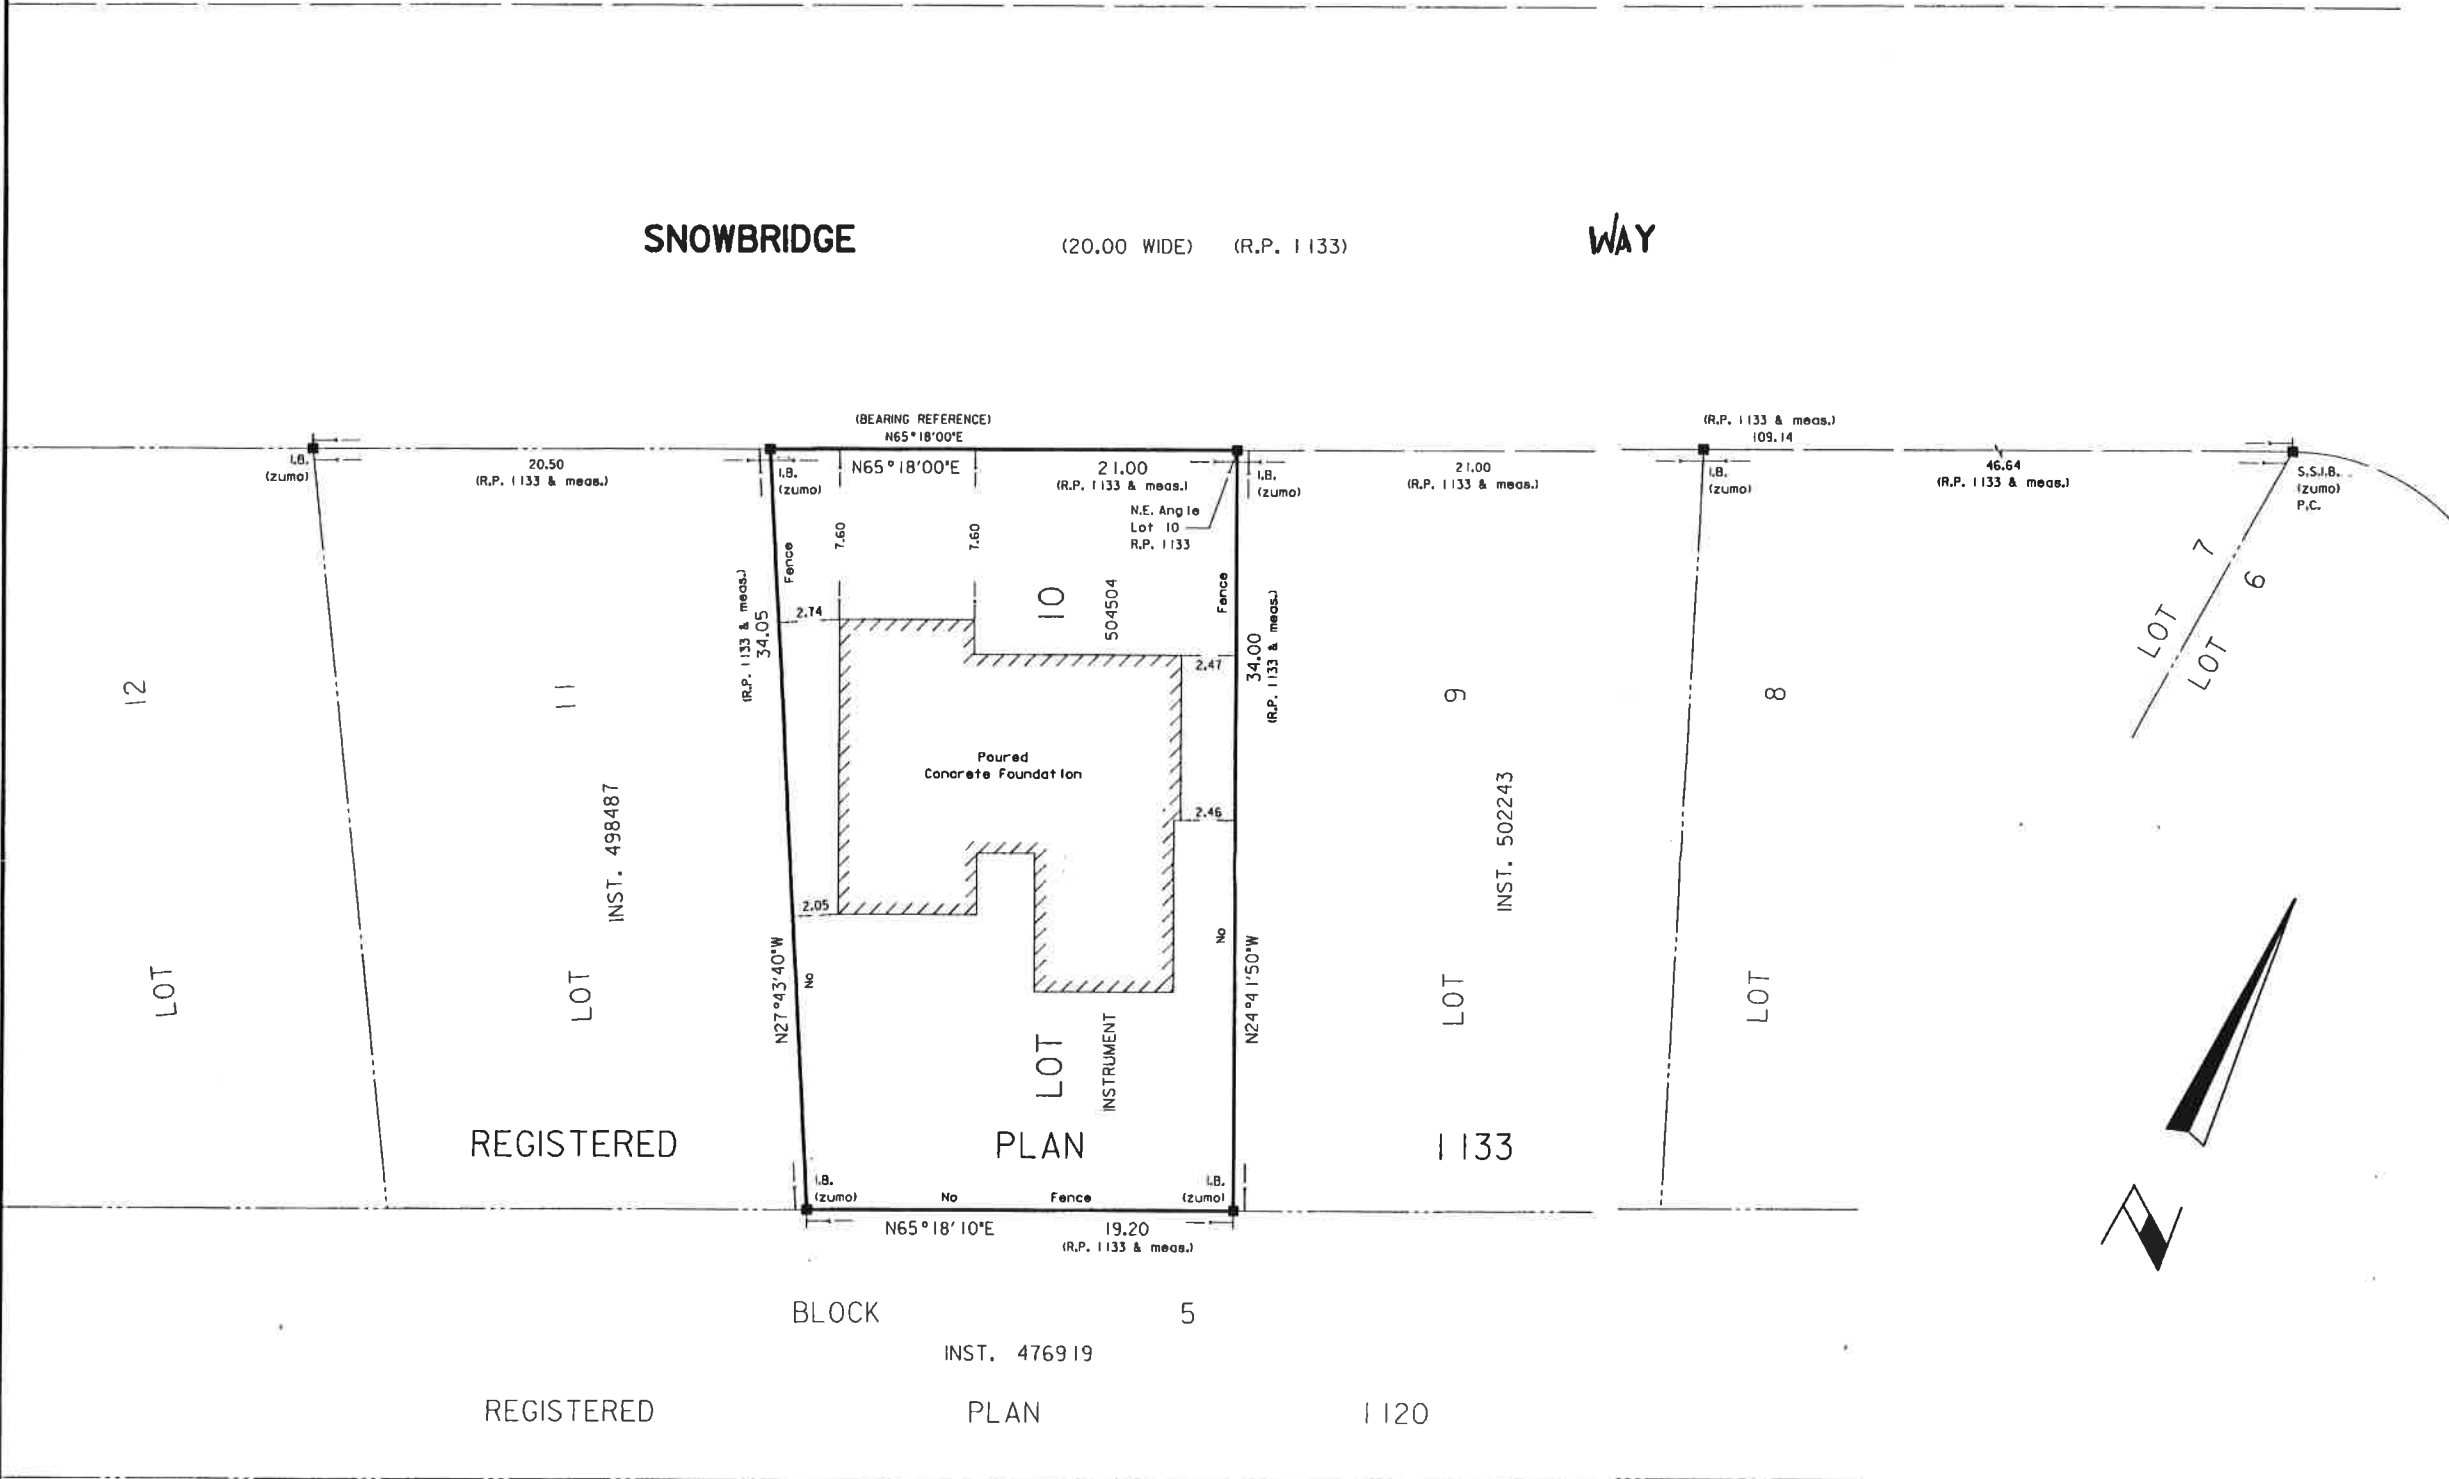 SNOWBRIDGE (20.00 WIDE) (R.P. 1133) WAY
(BEARING REFERENCE)
N65°18'00"E
(R.P. 1133 & meas.)
109.14
I.B.
(zumo)
20.50
(R.P. 1133 & meas.)
I.B.
(zumo)
N65°18'00"E
21.00
(R.P. 1133 & meas.)
I.B.
(zumo)
21.00
(R.P. 1133 & meas.)
I.B.
(zumo)
46.64
(R.P. 1133 & meas.)
S.S.I.B.
(zumo)
P.C.
N.E. Angle
Lot 10
R.P. 1133
7.60
7.60
Fence
Fence
(R.P. 1133 & meas.)
34.05
2.74
LOT 10
INSTRUMENT 504504
2.47
34.00
(R.P. 1133 & meas.)
LOT 7
LOT 6
LOT 12
LOT 11
INST. 498487
LOT 9
INST. 502243
LOT 8
Poured
Concrete Foundation
2.46
2.05
N27°43'40"W
No
No
N24°41'50"W
REGISTERED PLAN 1133
I.B.
(zumo)
No Fence
I.B.
(zumo)
N65°18'10"E
19.20
(R.P. 1133 & meas.)
N
BLOCK 5
INST. 476919
REGISTERED PLAN 1120